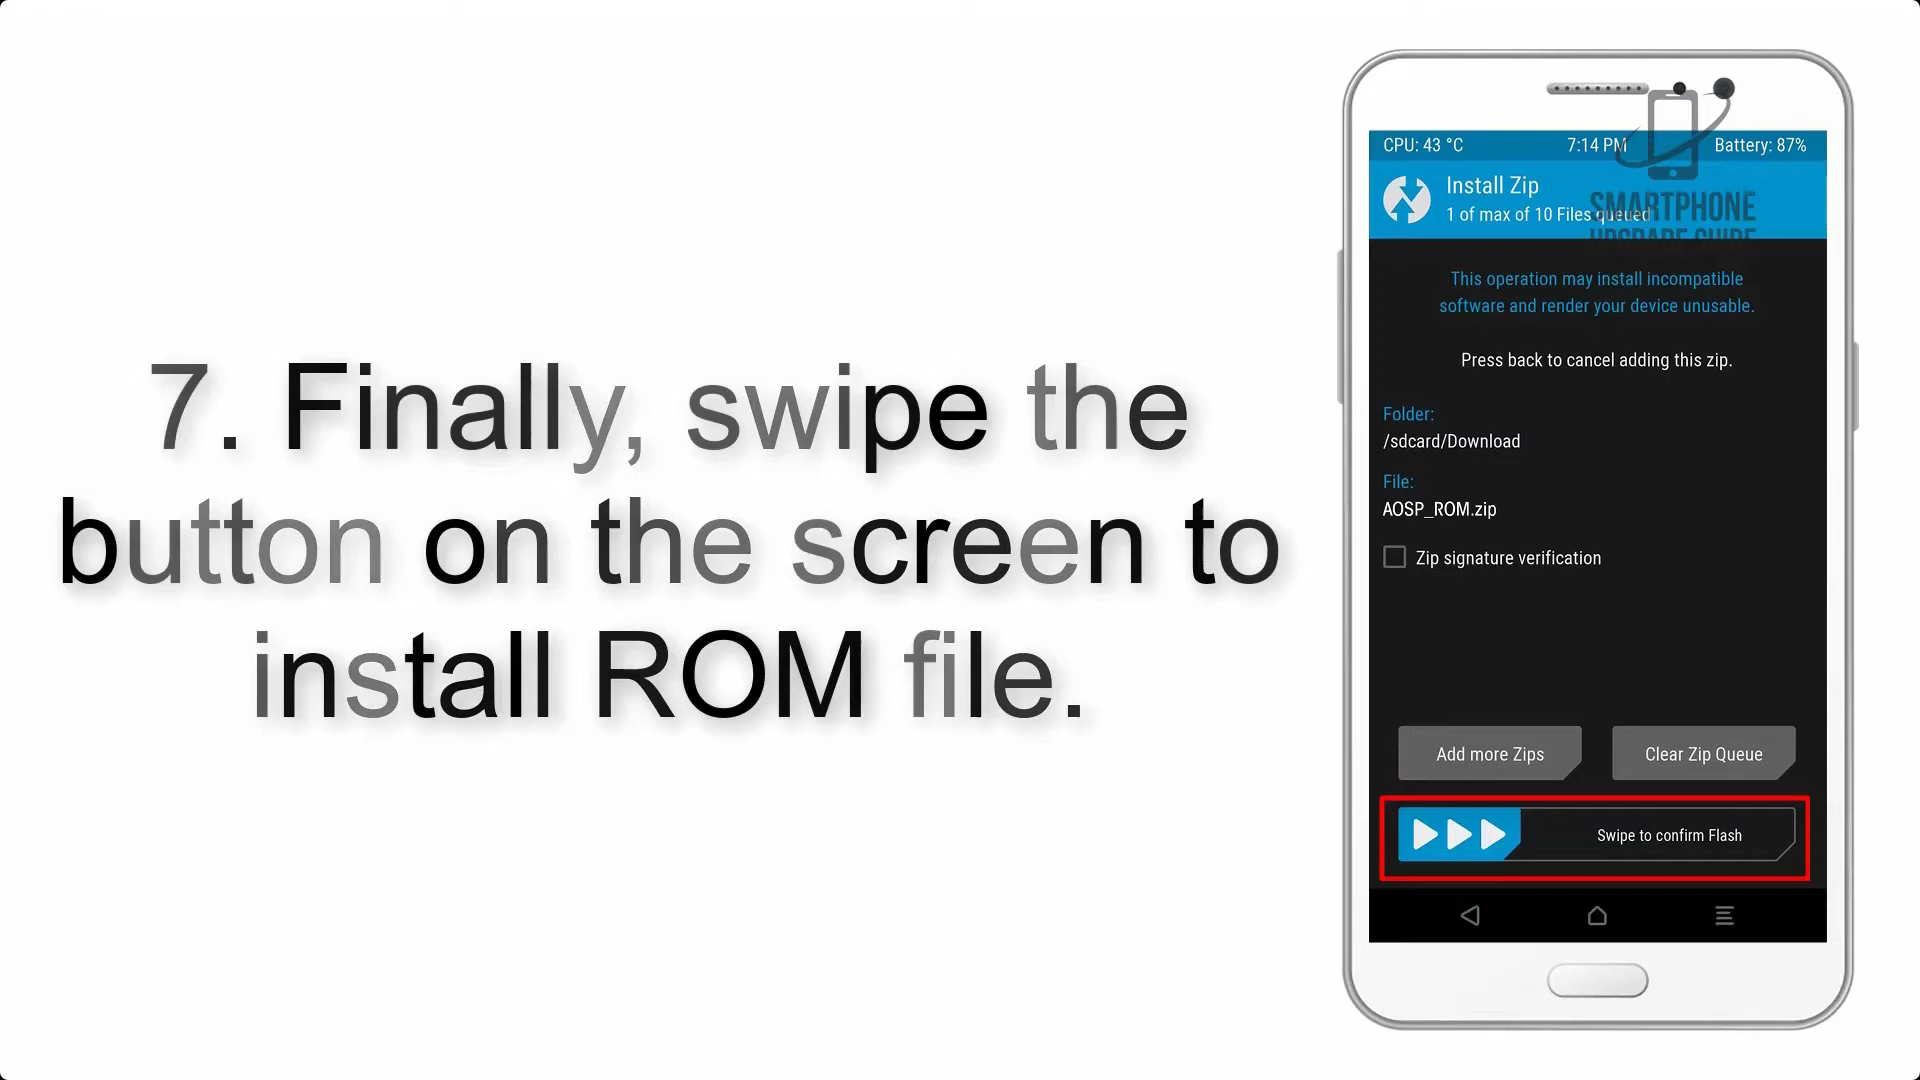 7. Finally, swipe the
button on the screen to
install ROM file.
CPU: 43 °C 7:14 PM Battery: 87%
Install Zip
1 of max of 10 Files queued
SMARTPHONE
UPGRADE GUIDE
This operation may install incompatible
software and render your device unusable.
Press back to cancel adding this zip.
Folder:
/sdcard/Download
File:
AOSP_ROM.zip
Zip signature verification
Add more Zips Clear Zip Queue
Swipe to confirm Flash